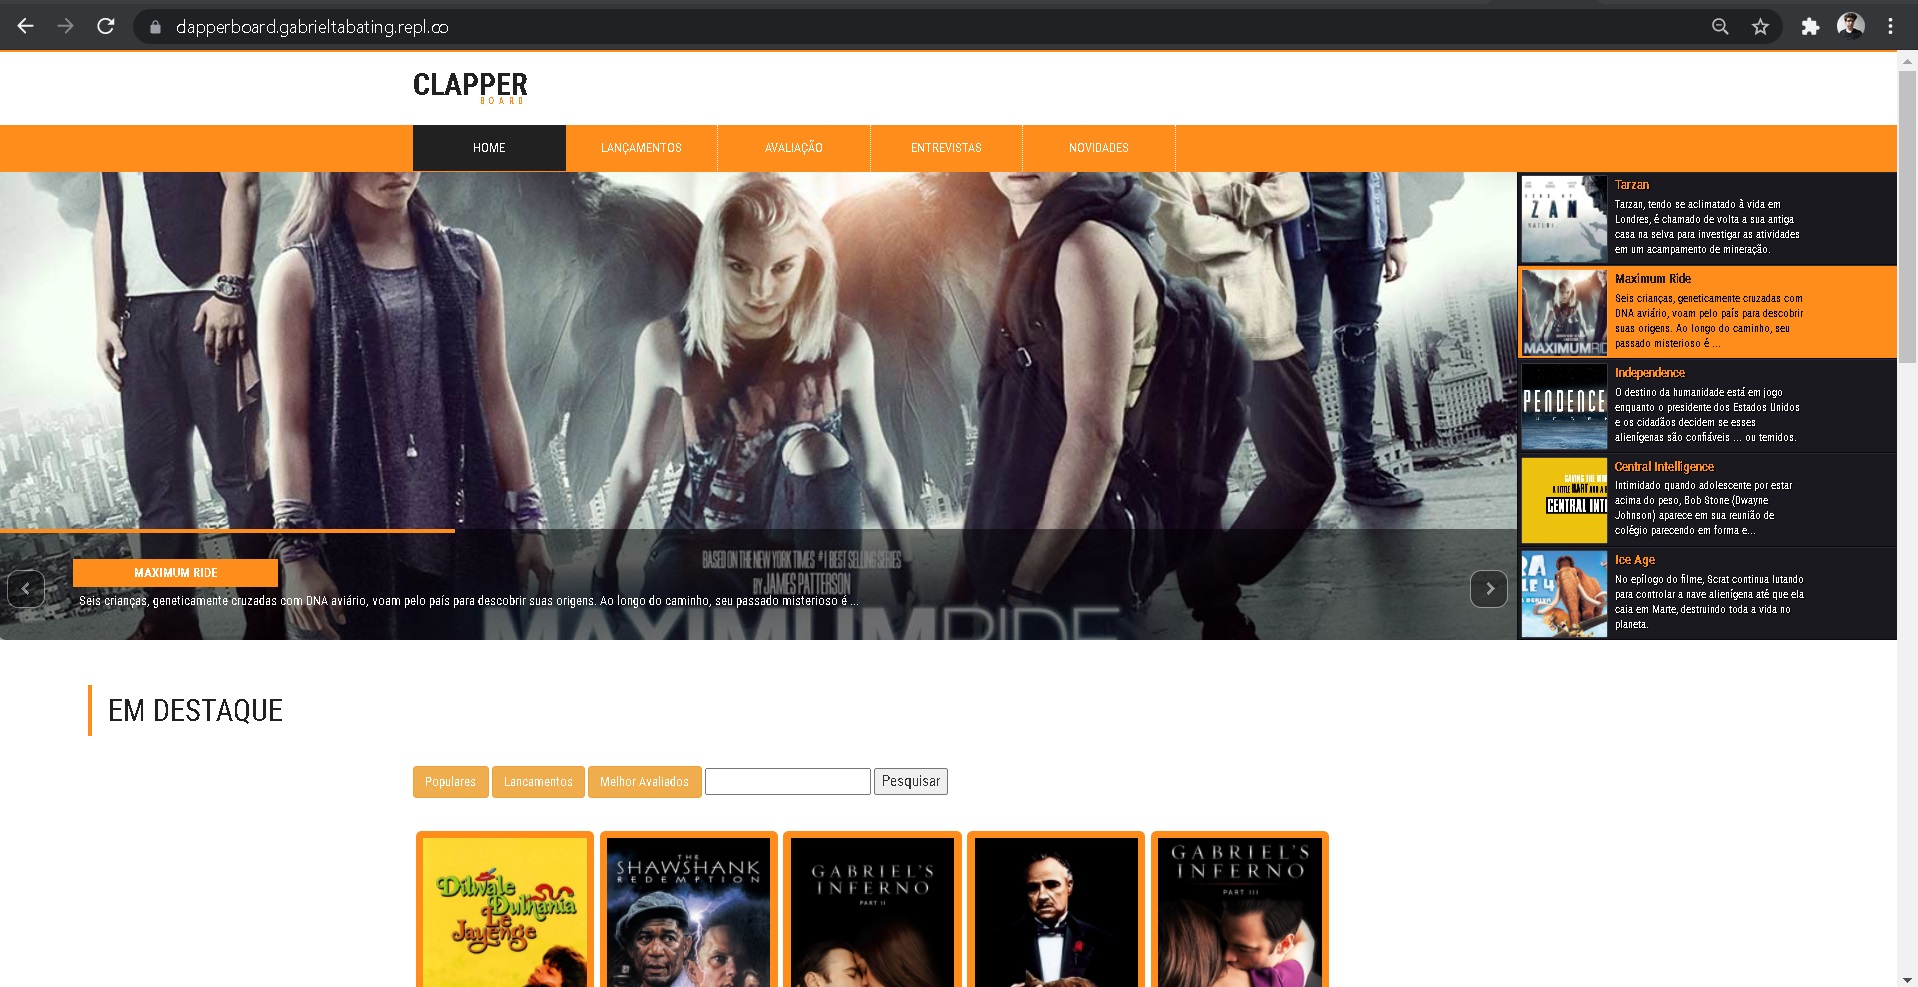 clapperboard.gabrieltabating.repl.co
CLAPPER
BOARD
HOME
LANÇAMENTOS
AVALIAÇÃO
ENTREVISTAS
NOVIDADES
BASED ON THE NEW YORK TIMES #1 BEST SELLING SERIES
BY JAMES PATTERSON
MAXIMUMRIDE
MAXIMUM RIDE
Seis crianças, geneticamente cruzadas com DNA aviário, voam pelo país para descobrir suas origens. Ao longo do caminho, seu passado misterioso é ...
ZAN
Tarzan
Tarzan, tendo se aclimatado à vida em
Londres, é chamado de volta a sua antiga
casa na selva para investigar as atividades
em um acampamento de mineração.
MAXIMUMRID
Maximum Ride
Seis crianças, geneticamente cruzadas com
DNA aviário, voam pelo país para descobrir
suas origens. Ao longo do caminho, seu
passado misterioso é ...
PENDENCE
Independence
O destino da humanidade está em jogo
enquanto o presidente dos Estados Unidos
e os cidadãos decidem se esses
alienígenas são confiáveis ... ou temidos.
CENTRAL INT
Central Intelligence
Intimidado quando adolescente por estar
acima do peso, Bob Stone (Dwayne
Johnson) aparece em sua reunião de
colégio parecendo em forma e...
Ice Age
No epílogo do filme, Scrat continua lutando
para controlar a nave alienígena até que ela
caia em Marte, destruindo toda a vida no
planeta.
EM DESTAQUE
Populares
Lancamentos
Melhor Avaliados
Pesquisar
Dilwale
Dulhania
Le
Jayenge
THE
SHAWSHANK
REDEMPTION
GABRIEL'S
INFERNO
PART II
GABRIEL'S
INFERNO
PART III